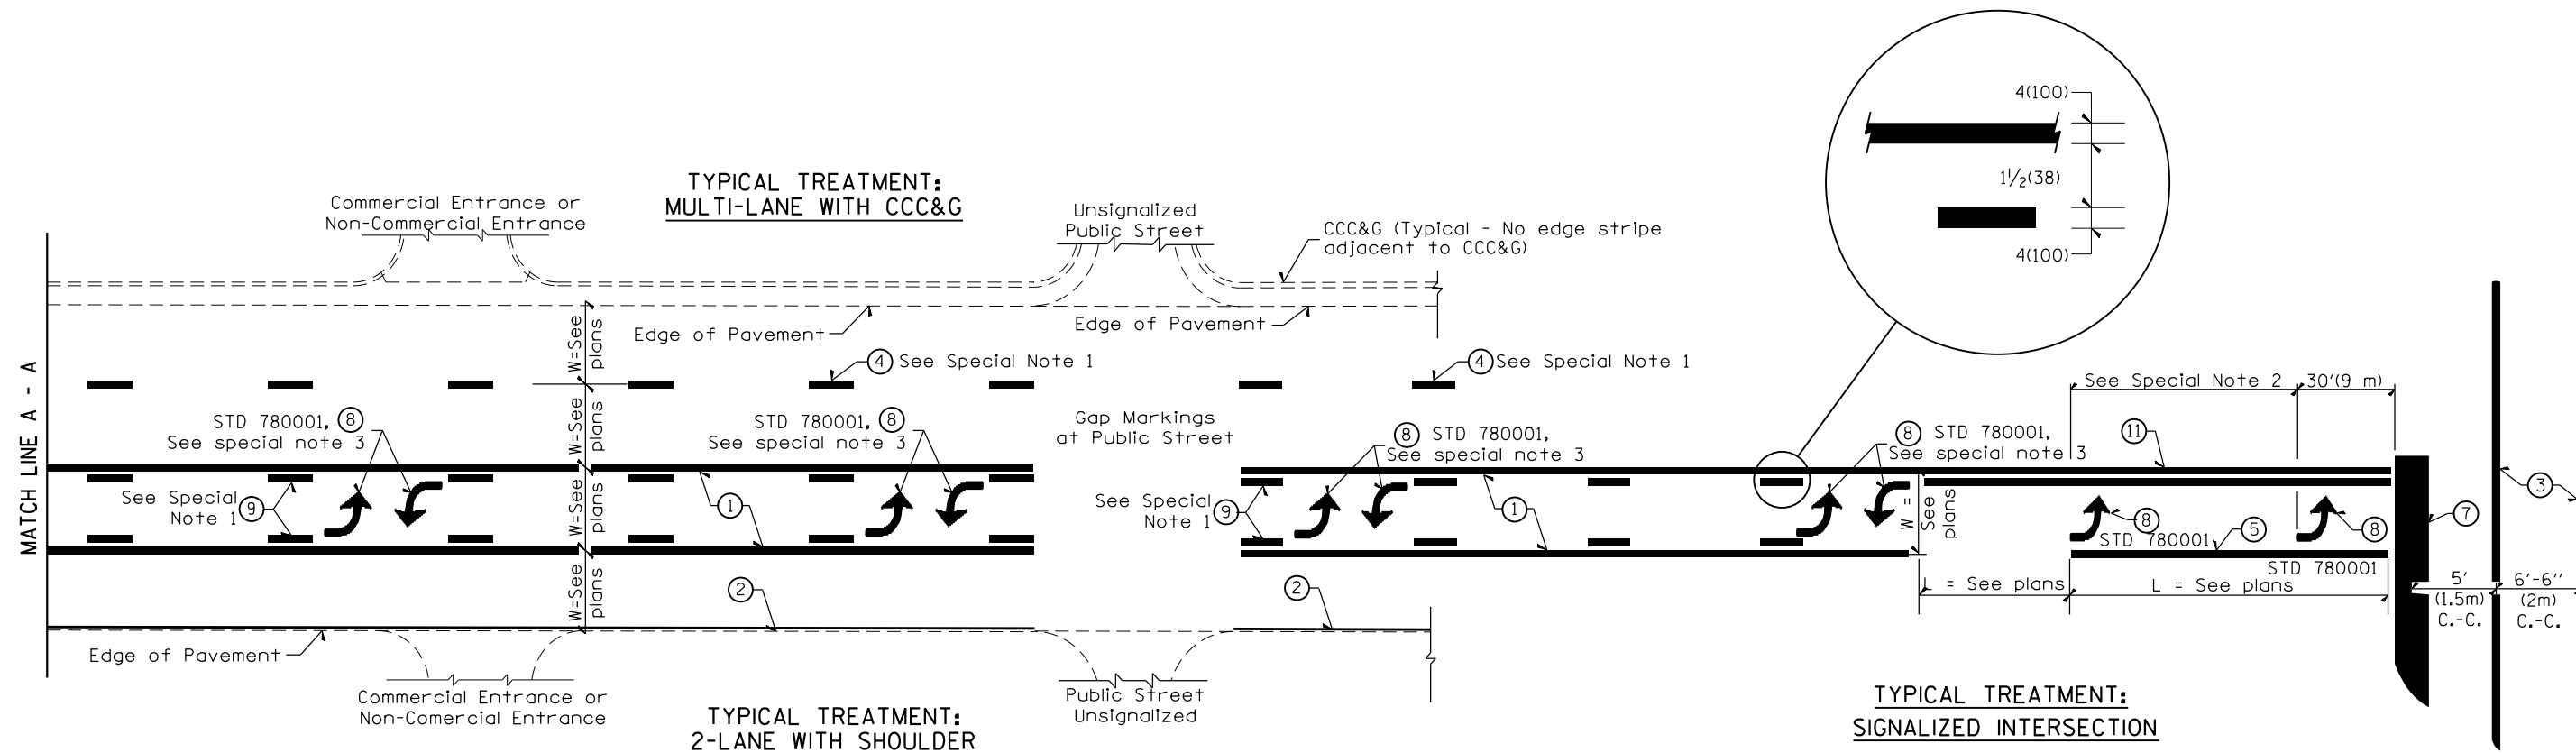 TYPICAL TREATMENT:
MULTI-LANE WITH CCC&G
Commercial Entrance or
Non-Commercial Entrance
Unsignalized
Public Street
CCC&G (Typical - No edge stripe
adjacent to CCC&G)
4(100)
1 1/2(38)
4(100)
Edge of Pavement
Edge of Pavement
W=See
plans
W=See
plans
W=See
plans
W=See
plans
MATCH LINE A - A
4 See Special Note 1
4 See Special Note 1
STD 780001, 8
See special note 3
STD 780001, 8
See special note 3
Gap Markings
at Public Street
8 STD 780001,
See special note 3
8 STD 780001,
See special note 3
See Special Note 2
30'(9 m)
11
See Special
Note 1
9
1
See Special
Note 1
9
1
W =
See
plans
8
STD 780001
5
8
STD 780001
7
3
2
2
L = See plans
L = See plans
5'
(1.5m)
C.-C.
6'-6''
(2m)
C.-C.
Edge of Pavement
Commercial Entrance or
Non-Comercial Entrance
Public Street
Unsignalized
TYPICAL TREATMENT:
2-LANE WITH SHOULDER
TYPICAL TREATMENT:
SIGNALIZED INTERSECTION